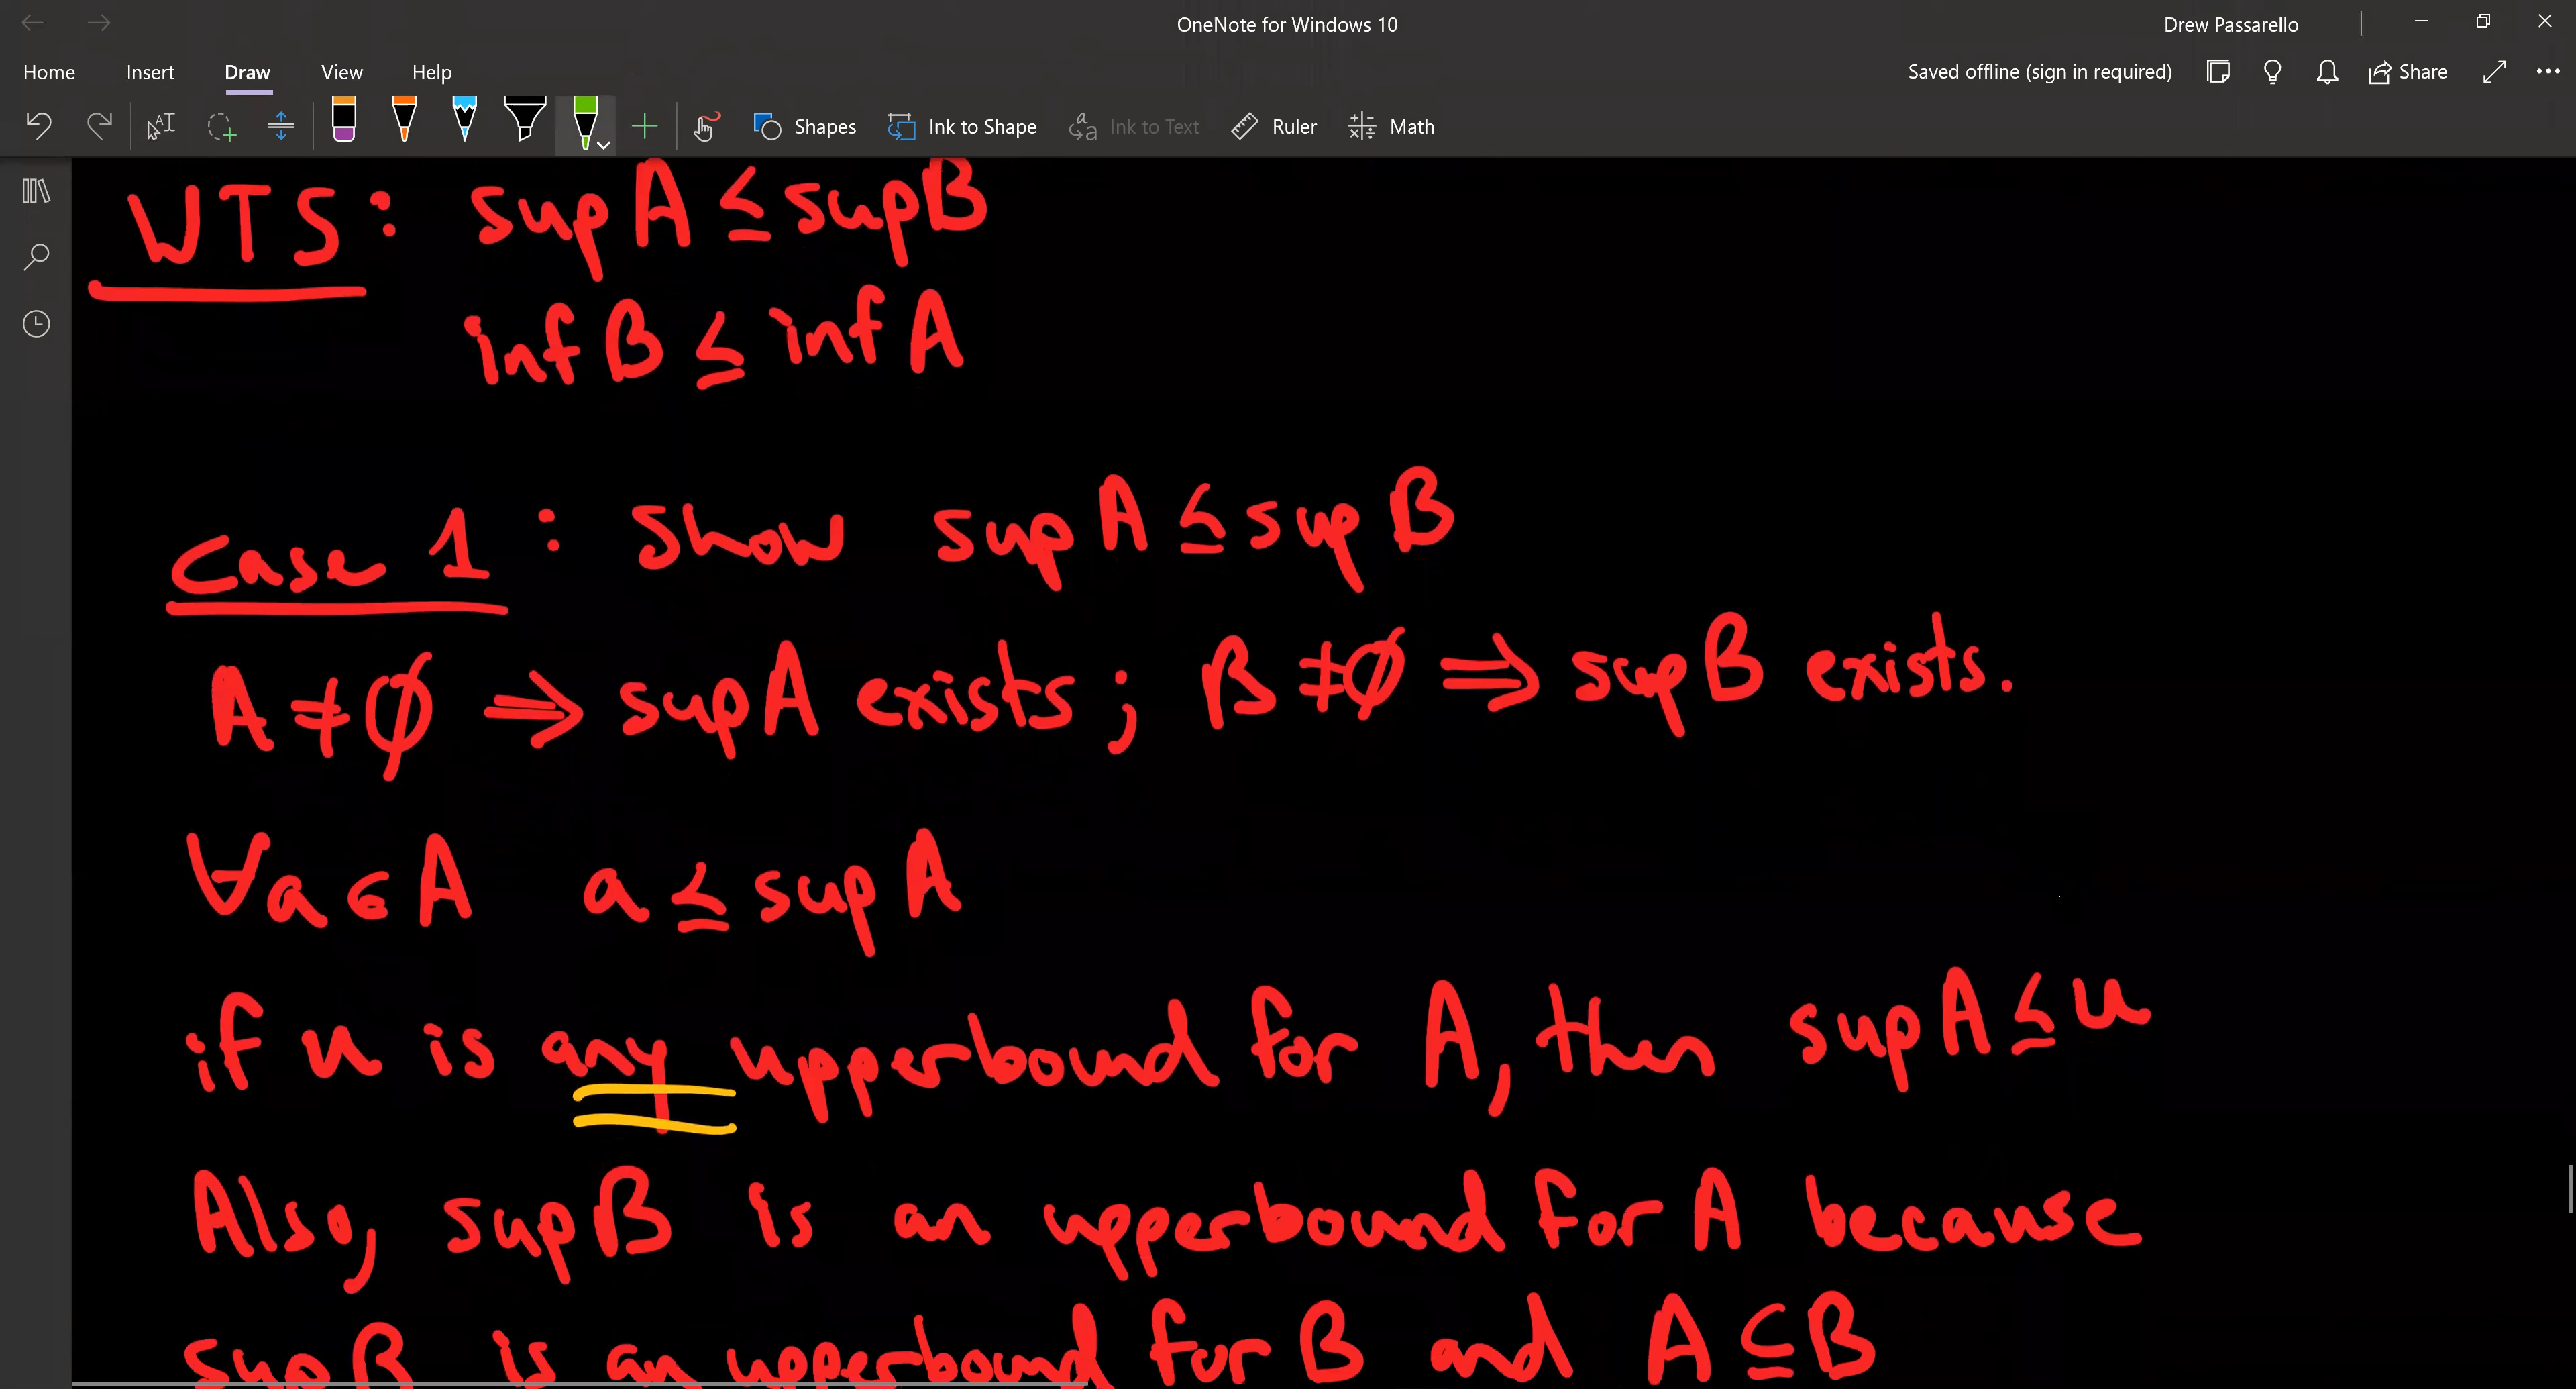 OneNote for Windows 10
Drew Passarello
Home Insert Draw View Help
Saved offline (sign in required) Share
Shapes Ink to Shape Ink to Text Ruler Math
WTS: sup A ≤ sup B
inf B ≤ inf A
Case 1: Show sup A ≤ sup B
A ≠ ∅ ⇒ sup A exists; B ≠ ∅ ⇒ sup B exists.
∀a ∈ A a ≤ sup A
if u is any upperbound for A, then sup A ≤ u
Also, sup B is an upperbound for A because
sup B is an upperbound for B and A ⊆ B